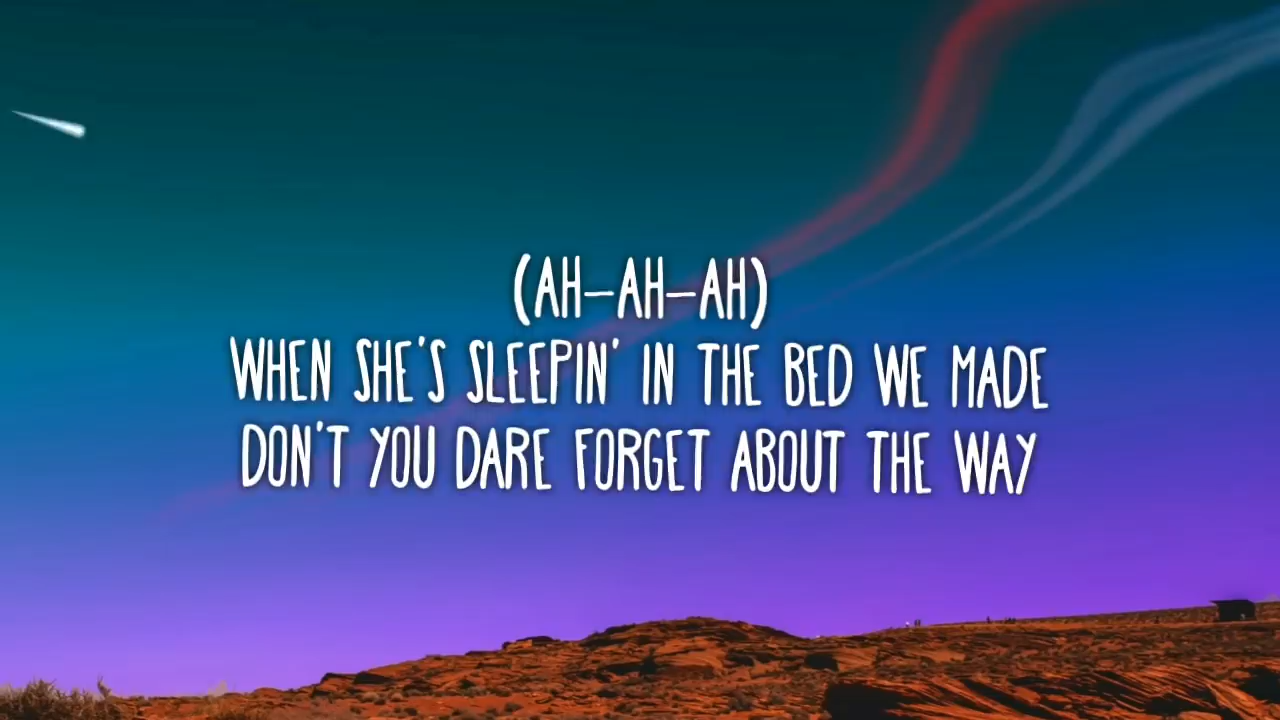 (AH-AH-AH)
WHEN SHE'S SLEEPIN' IN THE BED WE MADE
DON'T YOU DARE FORGET ABOUT THE WAY